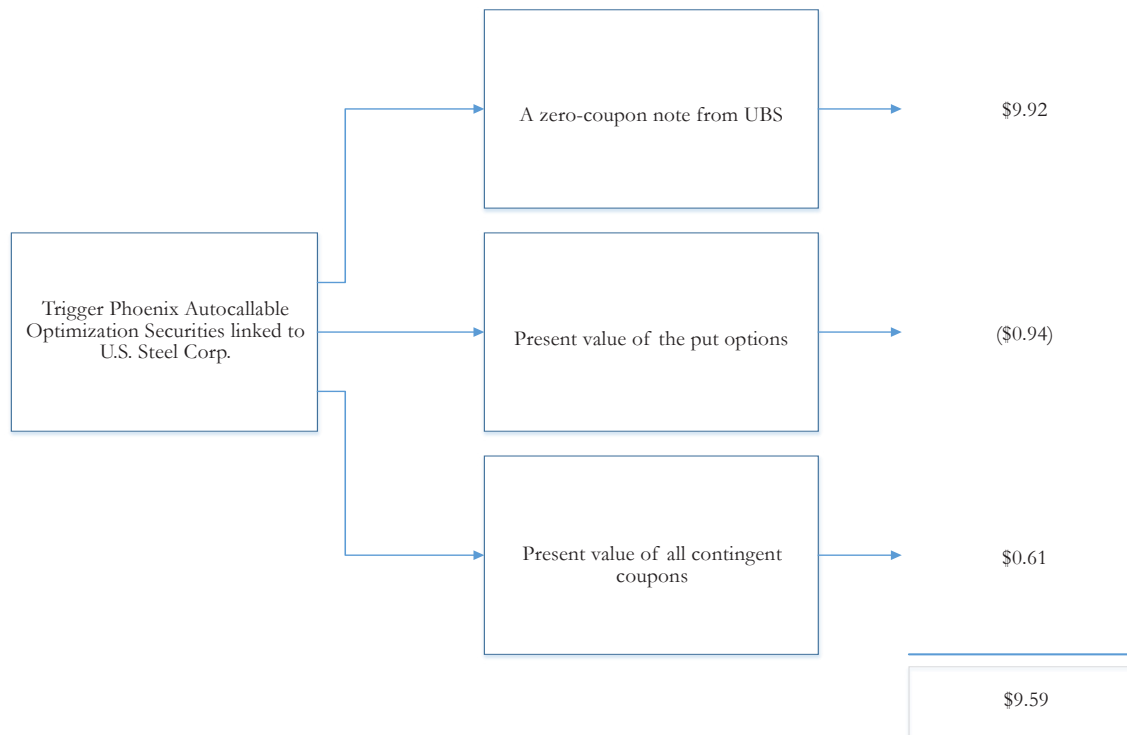 A zero-coupon note from UBS
$9.92
Trigger Phoenix Autocallable
Optimization Securities linked to
U.S. Steel Corp.
Present value of the put options
($0.94)
Present value of all contingent
coupons
$0.61
$9.59